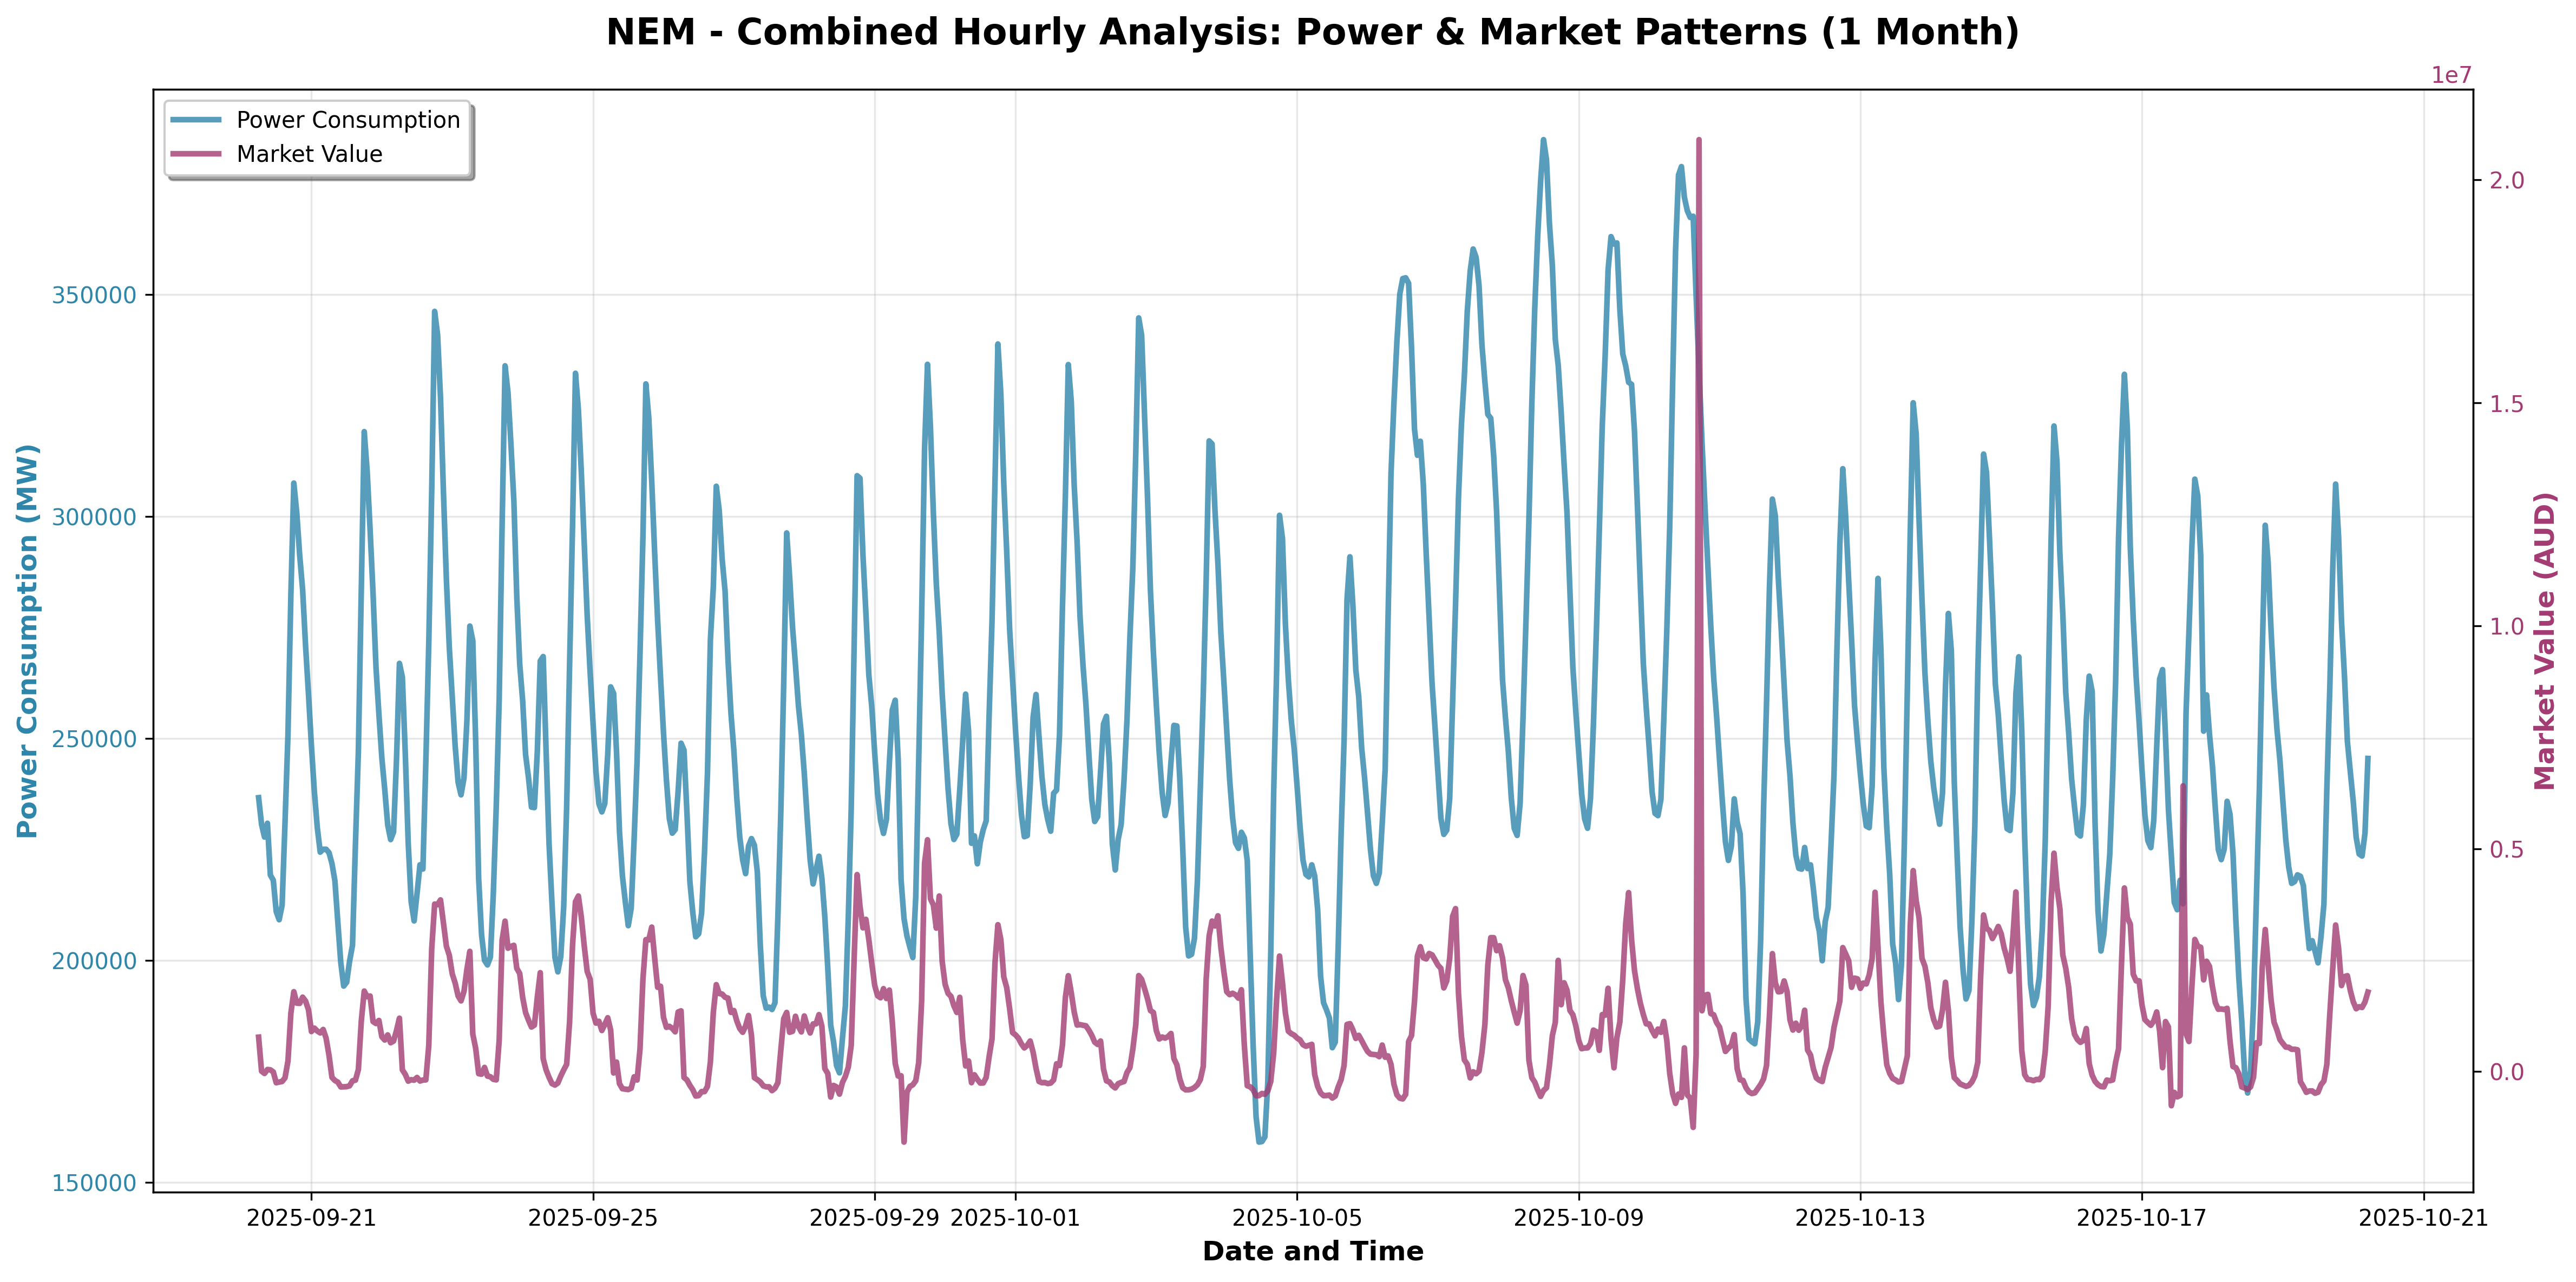 NEM - Combined Hourly Analysis: Power & Market Patterns (1 Month)
1e7
Power Consumption
Market Value
Power Consumption (MW)
350000
300000
250000
200000
150000
2.0
1.5
1.0
0.5
0.0
Market Value (AUD)
2025-09-21 2025-09-25 2025-09-29 2025-10-01 2025-10-05 2025-10-09 2025-10-13 2025-10-17 2025-10-21
Date and Time